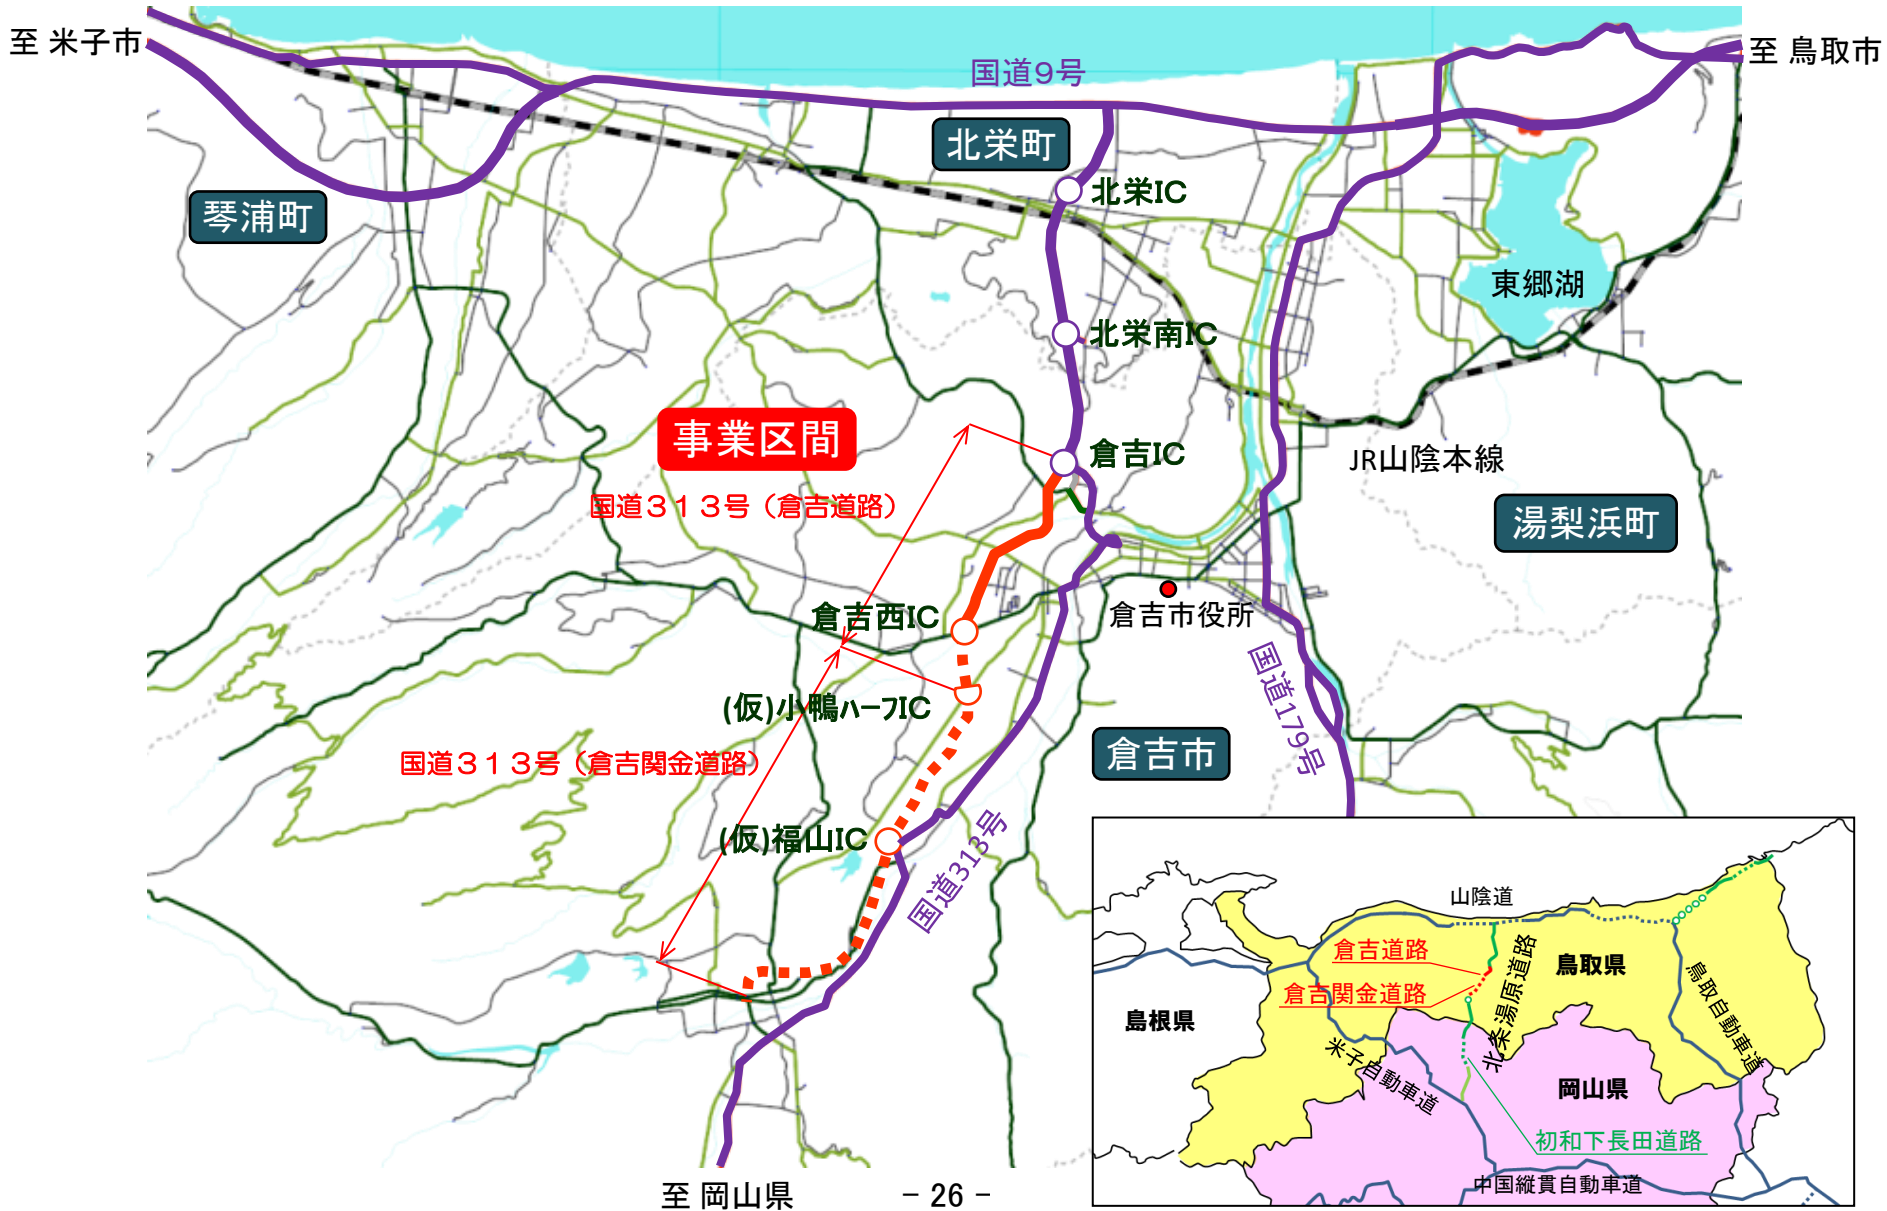 至 米子市
国道9号
至 鳥取市
北栄町
北栄IC
琴浦町
東郷湖
北栄南IC
事業区間
倉吉IC
JR山陰本線
国道３１３号（倉吉道路）
湯梨浜町
倉吉西IC
倉吉市役所
国道179号
(仮)小鴨ﾊｰﾌIC
倉吉市
国道３１３号（倉吉関金道路）
(仮)福山IC
国道313号
山陰道
倉吉道路
鳥取県
倉吉関金道路
北条湯原道路
鳥取自動車道
島根県
米子自動車道
岡山県
初和下長田道路
中国縦貫自動車道
至 岡山県
- 26 -